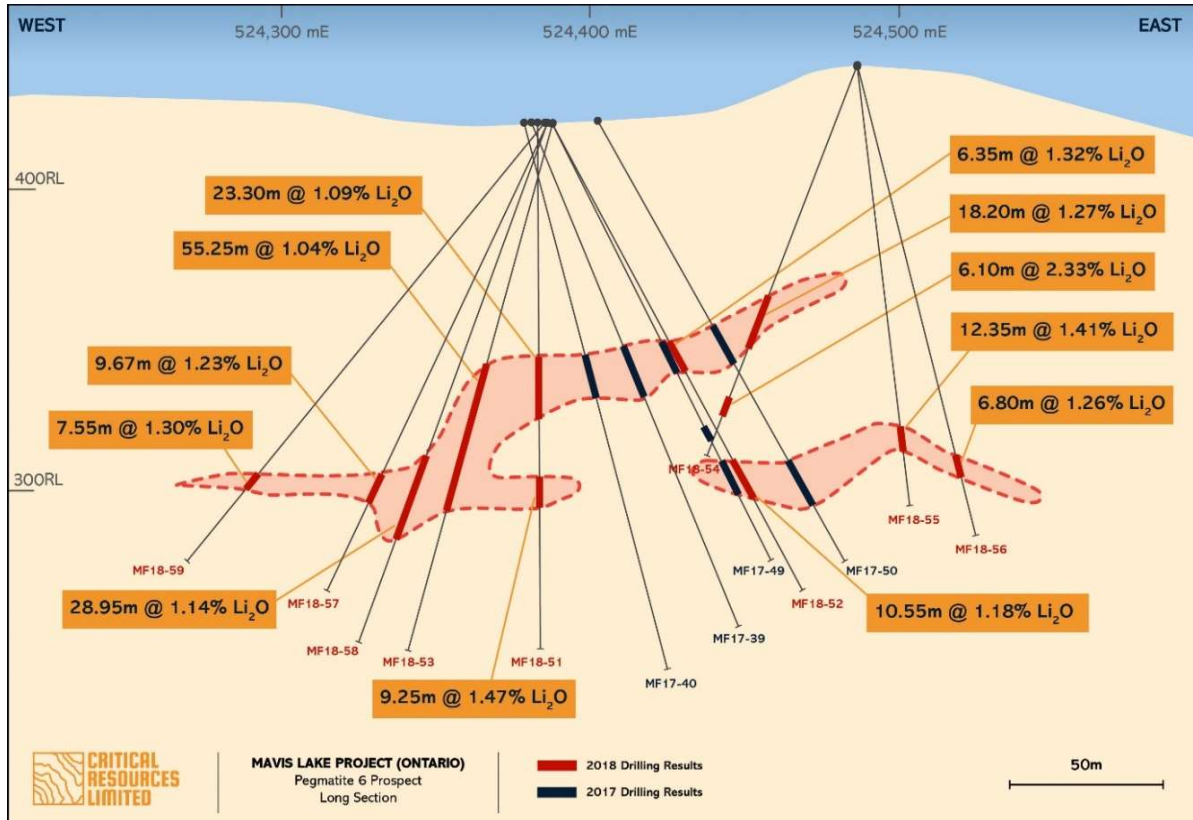 WEST
524,300 mE
524,400 mE
524,500 mE
EAST
400RL
300RL
23.30m @ 1.09% Li₂O
55.25m @ 1.04% Li₂O
9.67m @ 1.23% Li₂O
7.55m @ 1.30% Li₂O
28.95m @ 1.14% Li₂O
9.25m @ 1.47% Li₂O
6.35m @ 1.32% Li₂O
18.20m @ 1.27% Li₂O
6.10m @ 2.33% Li₂O
12.35m @ 1.41% Li₂O
6.80m @ 1.26% Li₂O
10.55m @ 1.18% Li₂O
MF18-54
MF18-55
MF18-56
MF18-59
MF18-57
MF18-58
MF18-53
MF18-51
MF17-40
MF17-39
MF17-49
MF18-52
MF17-50
CRITICAL
RESOURCES
LIMITED
MAVIS LAKE PROJECT (ONTARIO)
Pegmatite 6 Prospect
Long Section
2018 Drilling Results
2017 Drilling Results
50m